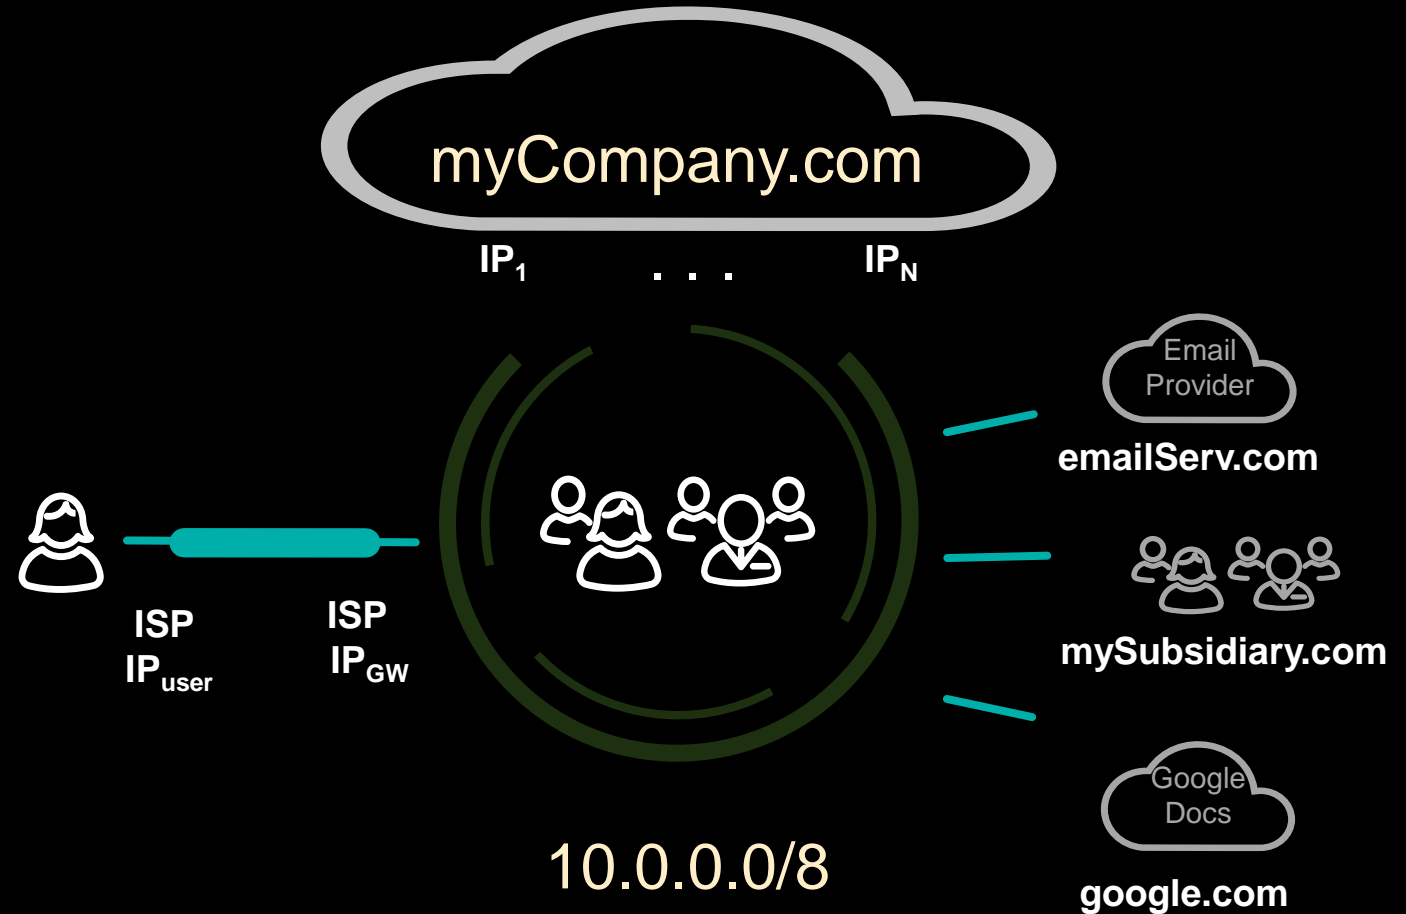 myCompany.com
IP1 . . . IPN
Email
Provider
emailServ.com
ISP
IPuser
ISP
IPGW
mySubsidiary.com
Google
Docs
google.com
10.0.0.0/8